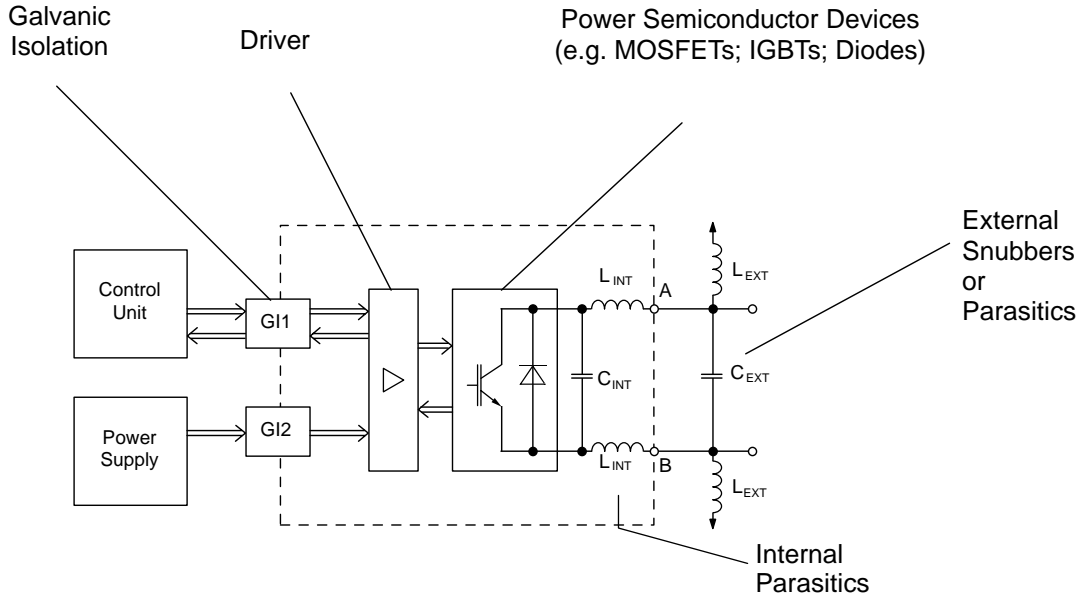 Galvanic
Isolation
Driver
Power Semiconductor Devices
(e.g. MOSFETs; IGBTs; Diodes)
External
Snubbers
or
Parasitics
Control
Unit
GI1
L INT
A
L EXT
C INT
C EXT
Power
Supply
GI2
L INT
B
L EXT
Internal
Parasitics